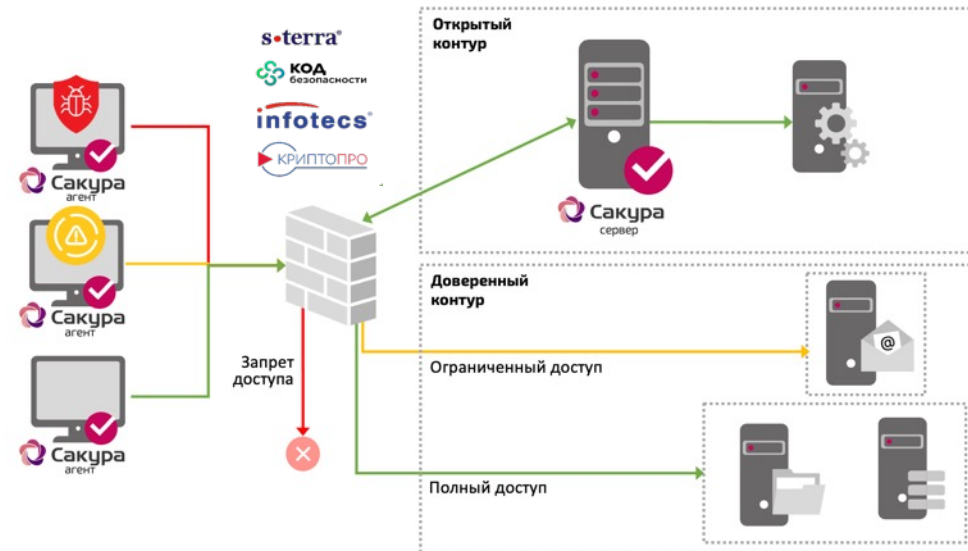 s•terra®
код
безопасности
infotecs®
КРИПТОПРО
Сакура
агент
Сакура
агент
Сакура
агент
Запрет
доступа
Открытый
контур
Сакура
сервер
Доверенный
контур
@
Ограниченный доступ
Полный доступ